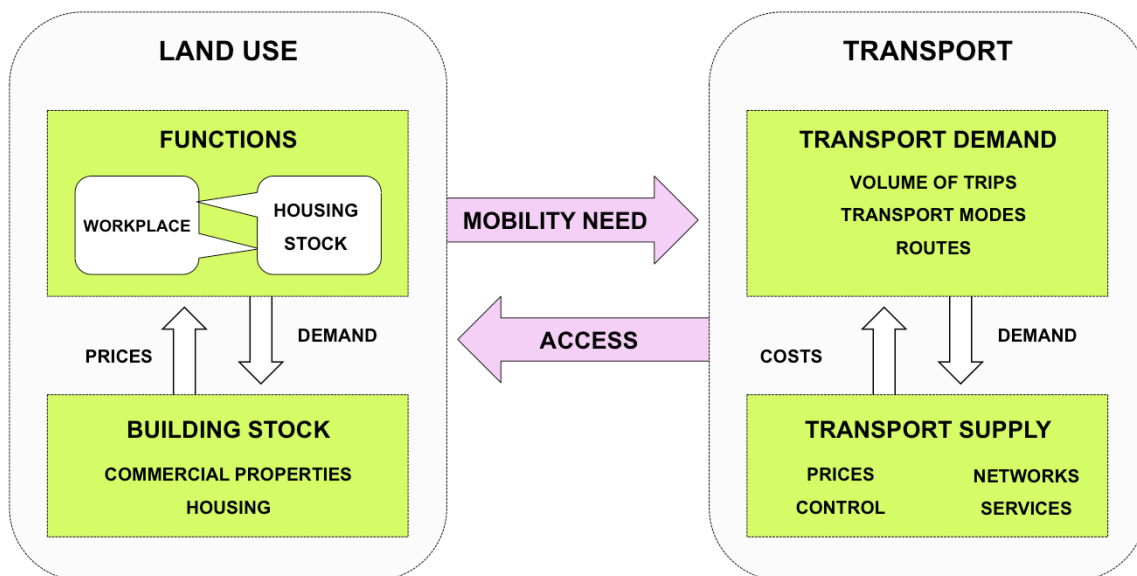 LAND USE
FUNCTIONS
WORKPLACE
HOUSING
STOCK
PRICES
DEMAND
BUILDING STOCK
COMMERCIAL PROPERTIES
HOUSING
MOBILITY NEED
ACCESS
TRANSPORT
TRANSPORT DEMAND
VOLUME OF TRIPS
TRANSPORT MODES
ROUTES
COSTS
DEMAND
TRANSPORT SUPPLY
PRICES
NETWORKS
CONTROL
SERVICES